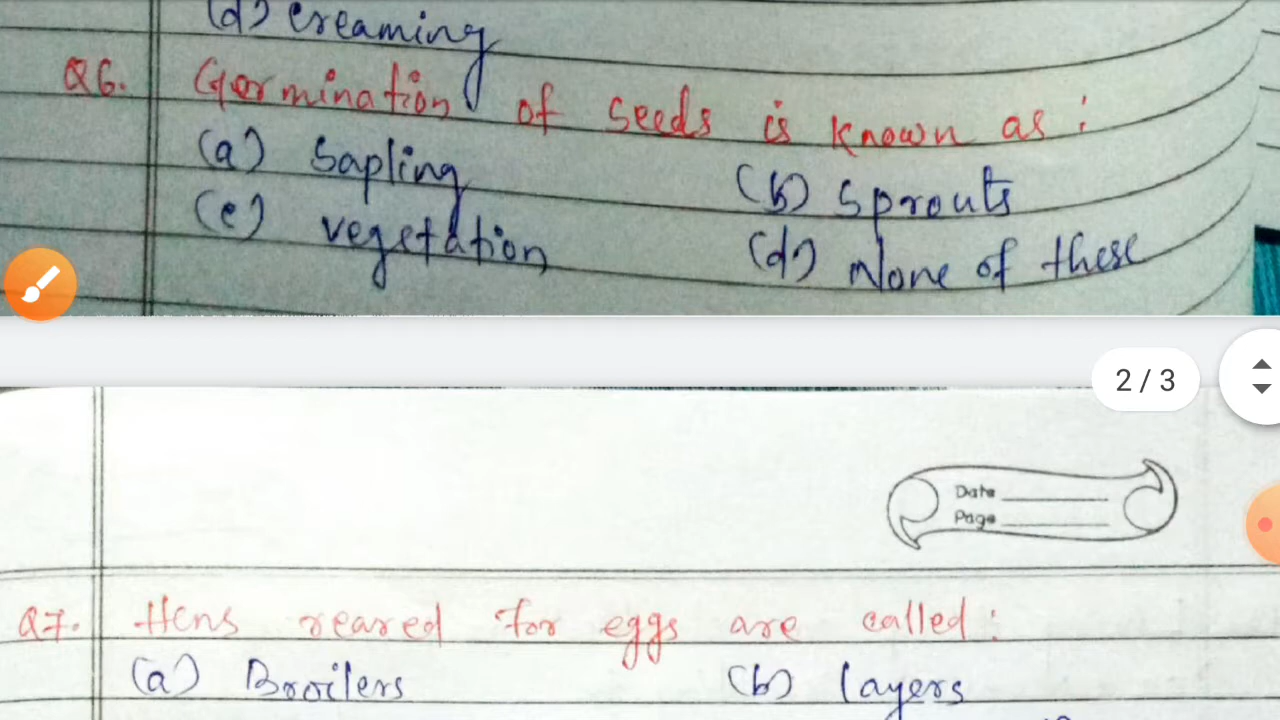 (d) creaming
Q6. Germination of seeds is known as:
(a) Sapling (b) Sprouts
(c) vegetation (d) None of these
2 / 3
Date
Page
Q7. Hens reared for eggs are called:
(a) Broilers (b) layers